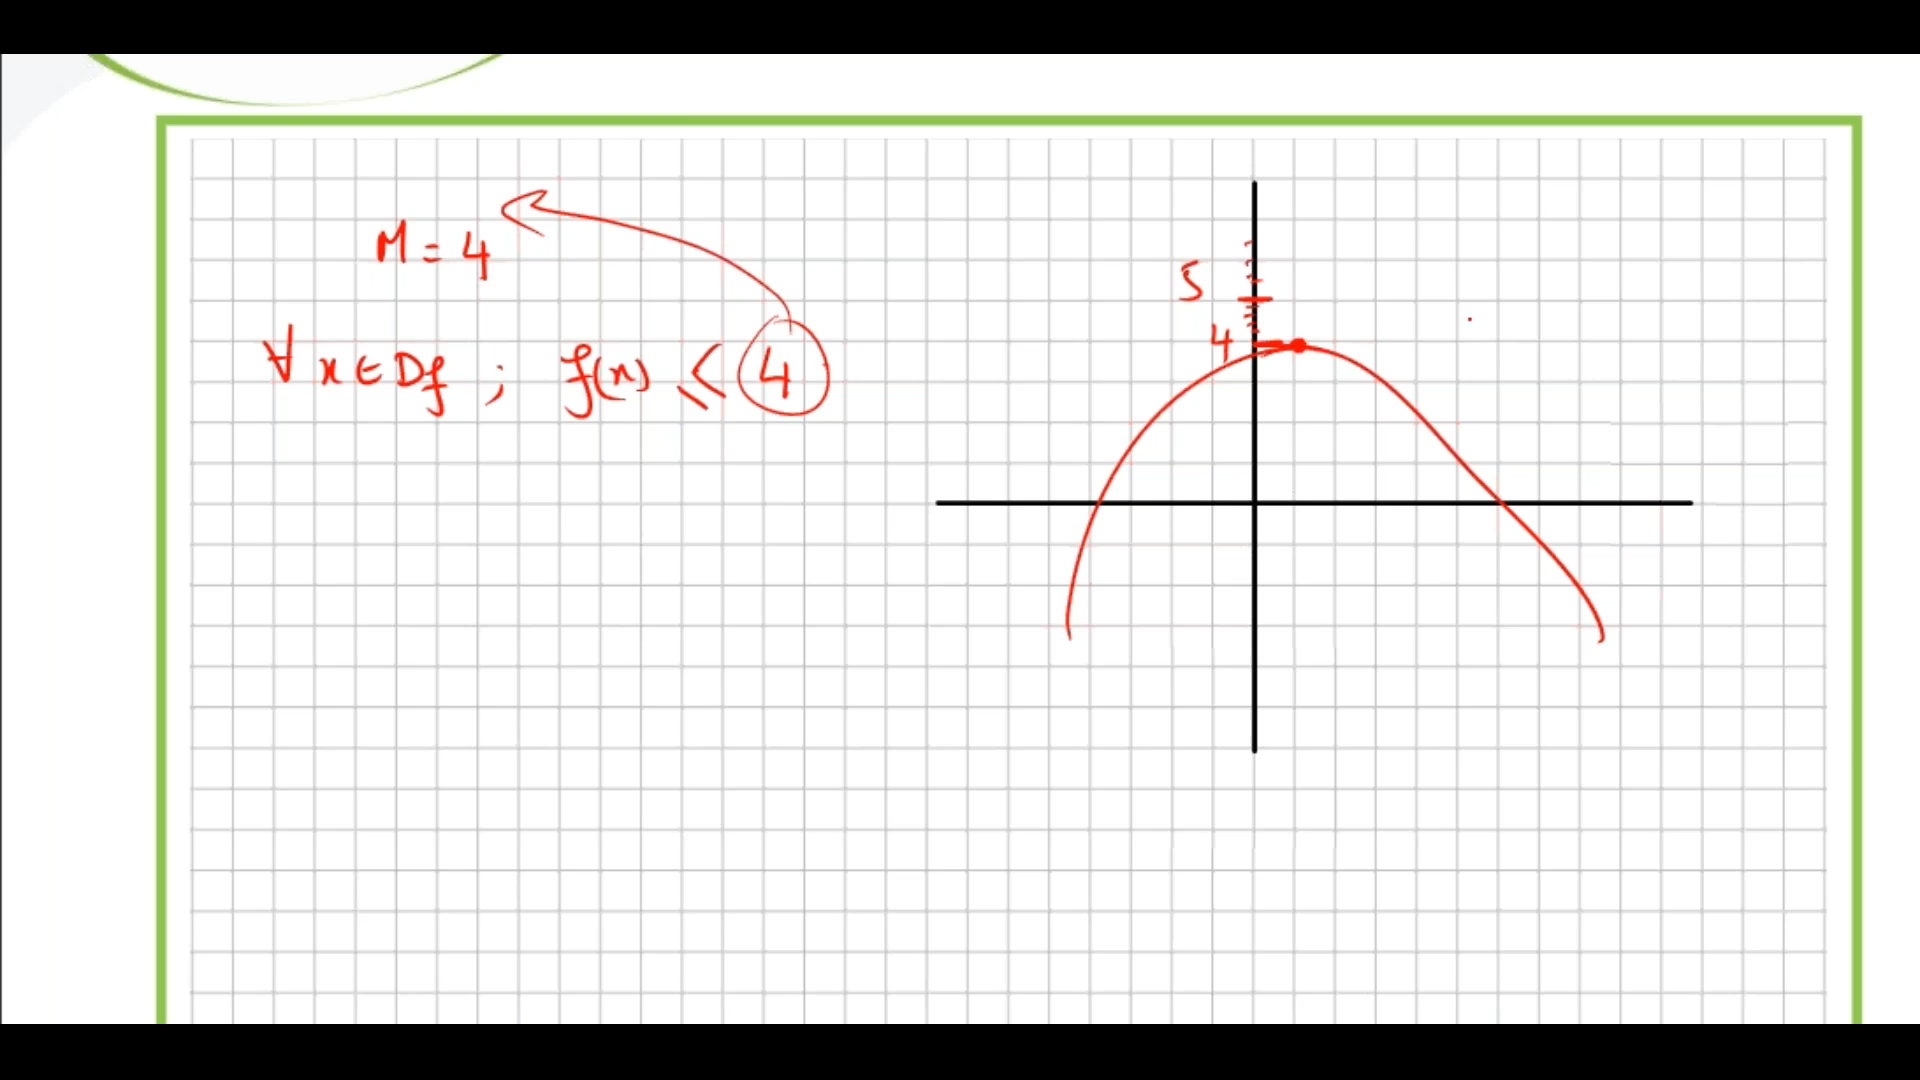 M = 4
∀ x ∈ Df ; f(x) ⩽ 4
5
4